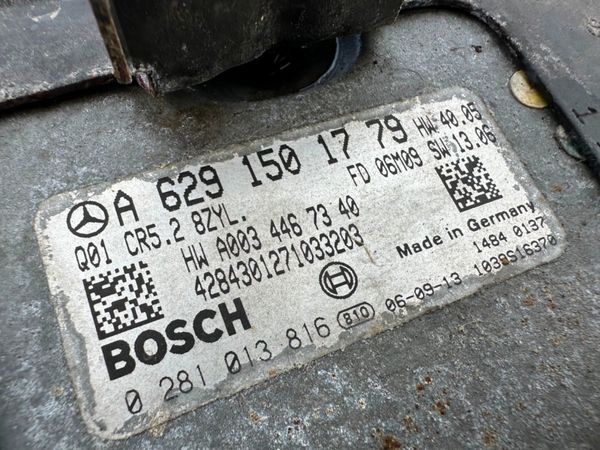 A 629 150 17 79 HW 40.05
Q01 CR5.2 8ZYL. FD 06M09 SW 13.06
HW A003 446 73 40
4284301271033203 Made in Germany
BOSCH 1484 0137
0 281 013 816 810 06-09-13 1038S16370